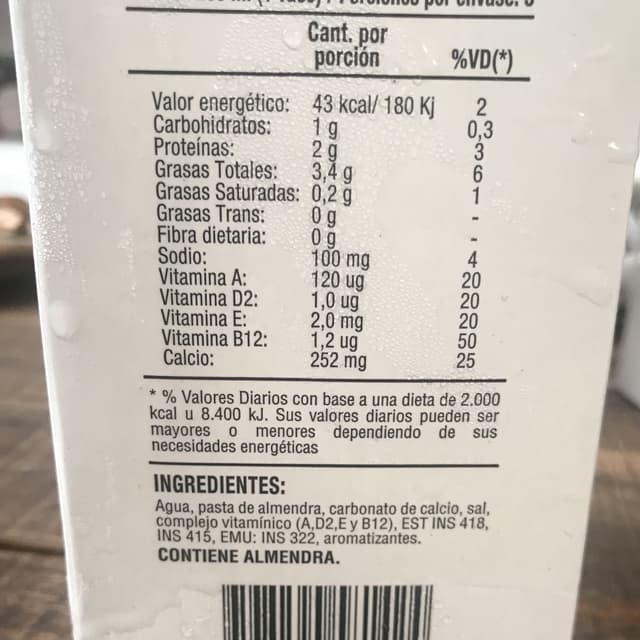 Cant. por
porción %VD(*)
Valor energético: 43 kcal/ 180 Kj 2
Carbohidratos: 1 g 0,3
Proteínas: 2 g 3
Grasas Totales: 3,4 g 6
Grasas Saturadas: 0,2 g 1
Grasas Trans: 0 g -
Fibra dietaria: 0 g -
Sodio: 100 mg 4
Vitamina A: 120 ug 20
Vitamina D2: 1,0 ug 20
Vitamina E: 2,0 mg 20
Vitamina B12: 1,2 ug 50
Calcio: 252 mg 25
* % Valores Diarios con base a una dieta de 2.000
kcal u 8.400 kJ. Sus valores diarios pueden ser
mayores o menores dependiendo de sus
necesidades energéticas
INGREDIENTES:
Agua, pasta de almendra, carbonato de calcio, sal,
complejo vitamínico (A,D2,E y B12), EST INS 418,
INS 415, EMU: INS 322, aromatizantes.
CONTIENE ALMENDRA.